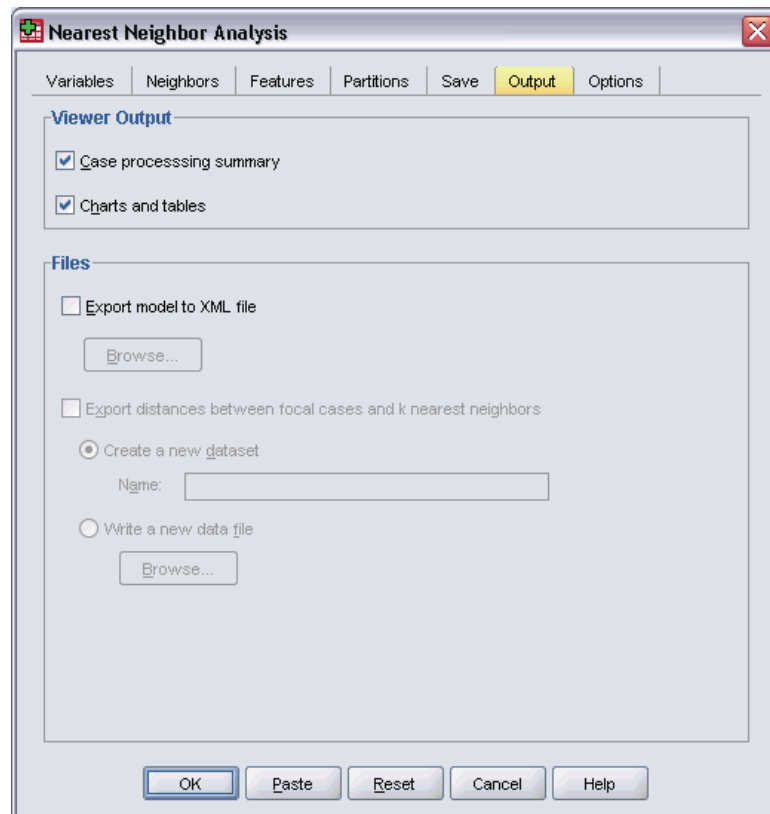 Nearest Neighbor Analysis
Variables Neighbors Features Partitions Save Output Options
Viewer Output
Case processsing summary
Charts and tables
Files
Export model to XML file
Browse...
Export distances between focal cases and k nearest neighbors
Create a new dataset
Name:
Write a new data file
Browse...
OK Paste Reset Cancel Help